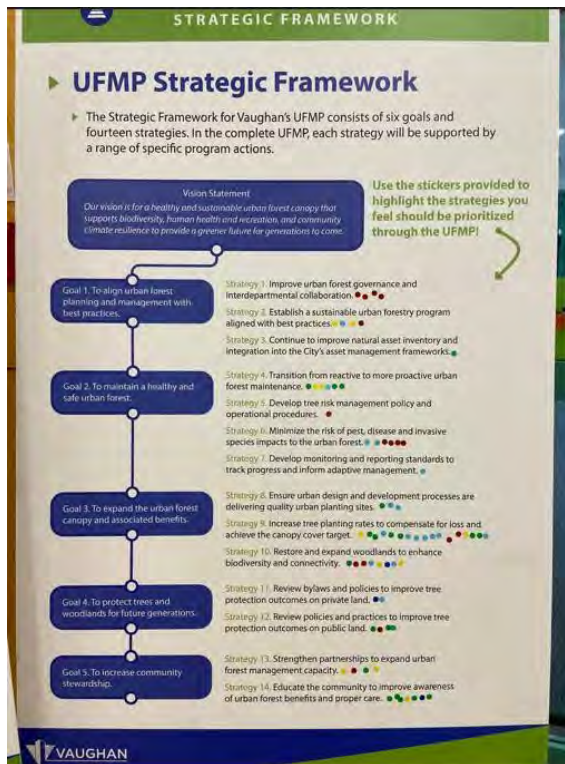 STRATEGIC FRAMEWORK
UFMP Strategic Framework
The Strategic Framework for Vaughan's UFMP consists of six goals and
fourteen strategies. In the complete UFMP, each strategy will be supported by
a range of specific program actions.
Vision Statement
Our vision is for a healthy and sustainable urban forest canopy that
supports biodiversity, human health and recreation, and community
climate resilience to provide a greener future for generations to come.
Use the stickers provided to
highlight the strategies you
feel should be prioritized
through the UFMP!
Goal 1. To align urban forest
planning and management with
best practices.
Strategy 1. Improve urban forest governance and
interdepartmental collaboration.
Strategy 2. Establish a sustainable urban forestry program
aligned with best practices.
Strategy 3. Continue to improve natural asset inventory and
integration into the City's asset management frameworks.
Goal 2. To maintain a healthy and
safe urban forest.
Strategy 4. Transition from reactive to more proactive urban
forest maintenance.
Strategy 5. Develop tree risk management policy and
operational procedures.
Strategy 6. Minimize the risk of pest, disease and invasive
species impacts to the urban forest.
Strategy 7. Develop monitoring and reporting standards to
track progress and inform adaptive management.
Goal 3. To expand the urban forest
canopy and associated benefits.
Strategy 8. Ensure urban design and development processes are
delivering quality urban planting sites.
Strategy 9. Increase tree planting rates to compensate for loss and
achieve the canopy cover target.
Strategy 10. Restore and expand woodlands to enhance
biodiversity and connectivity.
Goal 4. To protect trees and
woodlands for future generations.
Strategy 11. Review bylaws and policies to improve tree
protection outcomes on private land.
Strategy 12. Review policies and practices to improve tree
protection outcomes on public land.
Goal 5. To increase community
stewardship.
Strategy 13. Strengthen partnerships to expand urban
forest management capacity.
Strategy 14. Educate the community to improve awareness
of urban forest benefits and proper care.
VAUGHAN